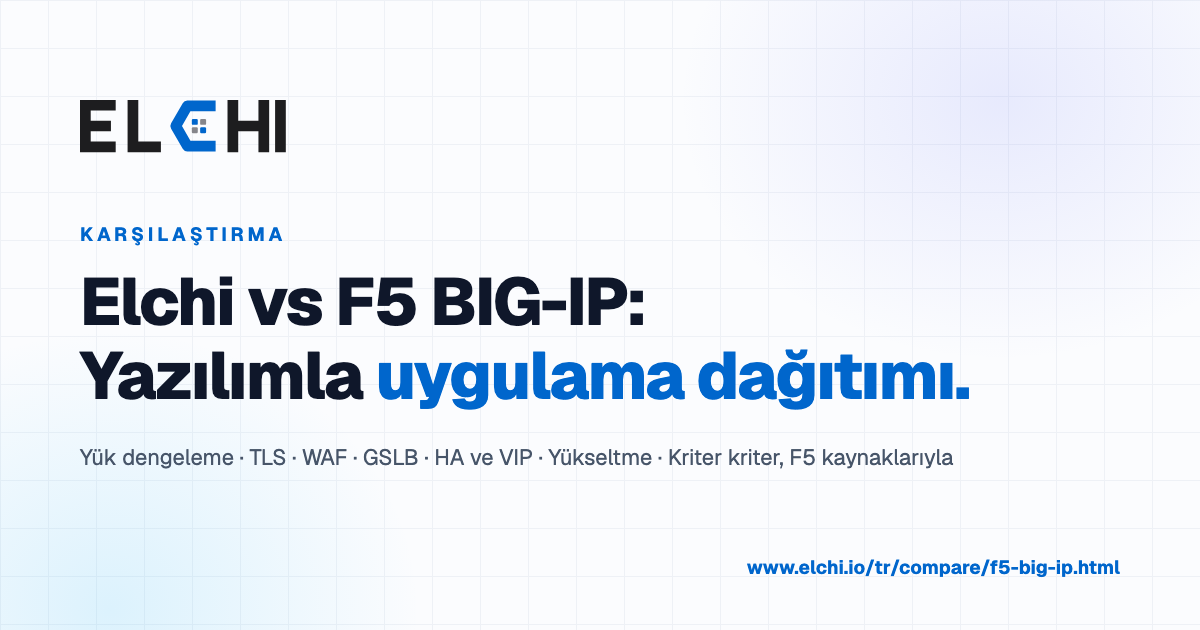 ELCHI
KARŞILAŞTIRMA
Elchi vs F5 BIG-IP:
Yazılımla uygulama dağıtımı.
Yük dengeleme · TLS · WAF · GSLB · HA ve VIP · Yükseltme · Kriter kriter, F5 kaynaklarıyla
www.elchi.io/tr/compare/f5-big-ip.html